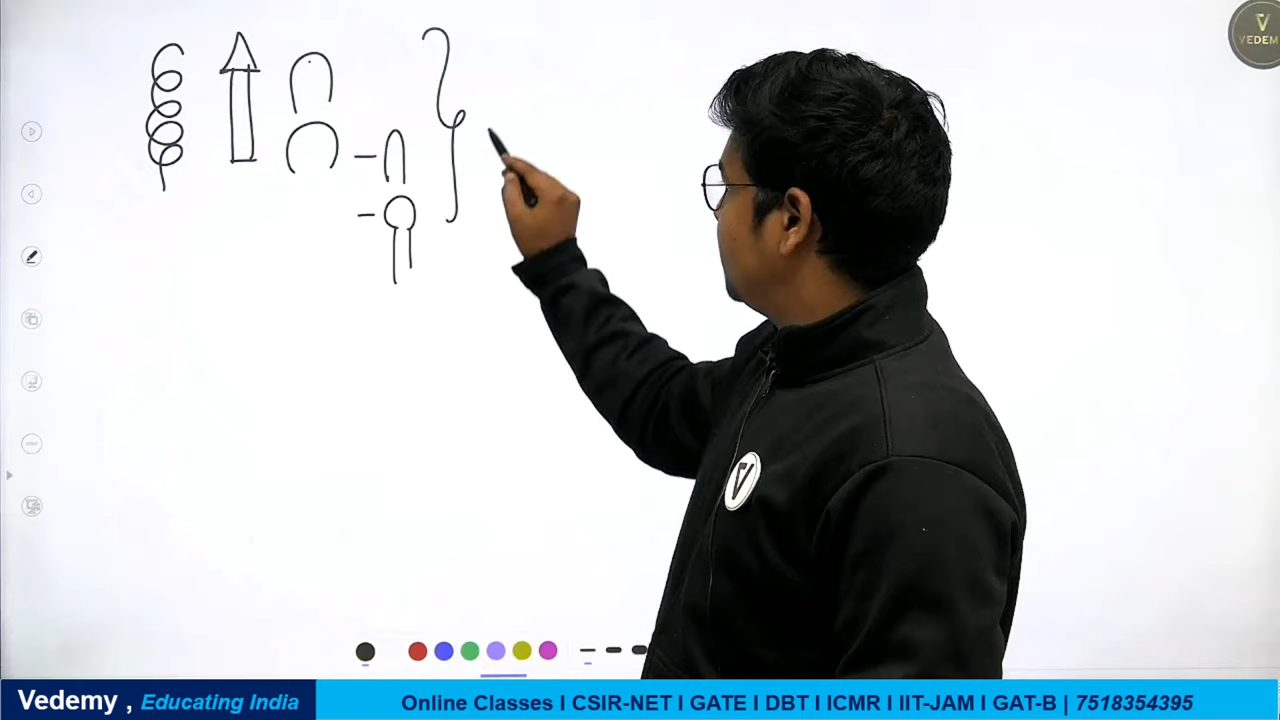 VEDEM
Vedemy , Educating India
Online Classes I CSIR-NET I GATE I DBT I ICMR I IIT-JAM I GAT-B | 7518354395